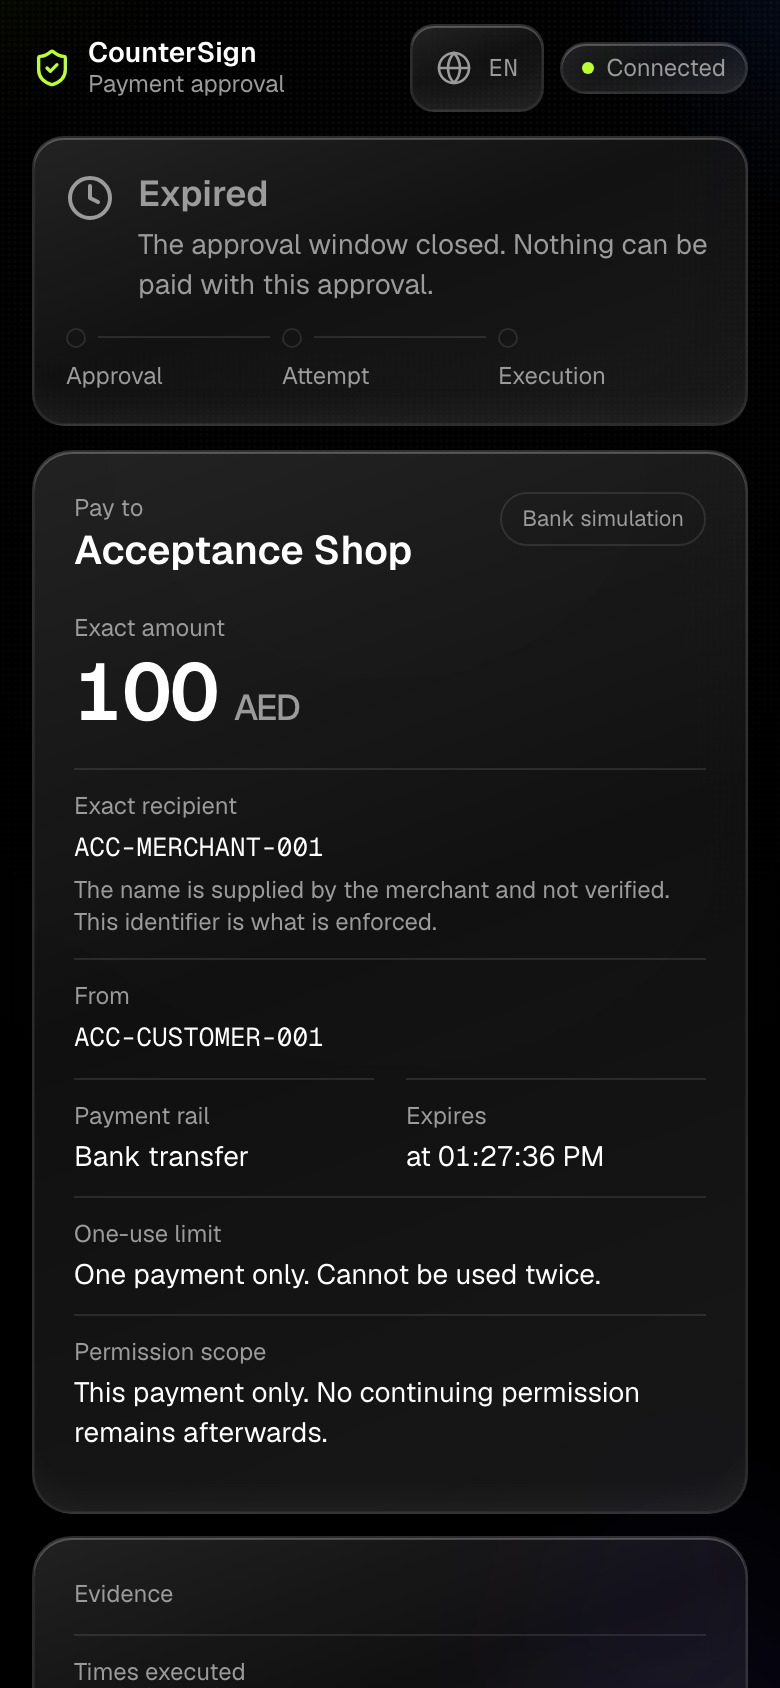 CounterSign
Payment approval
EN
Connected
Expired
The approval window closed. Nothing can be
paid with this approval.
Approval
Attempt
Execution
Pay to
Bank simulation
Acceptance Shop
Exact amount
100 AED
Exact recipient
ACC-MERCHANT-001
The name is supplied by the merchant and not verified.
This identifier is what is enforced.
From
ACC-CUSTOMER-001
Payment rail
Bank transfer
Expires
at 01:27:36 PM
One-use limit
One payment only. Cannot be used twice.
Permission scope
This payment only. No continuing permission
remains afterwards.
Evidence
Times executed